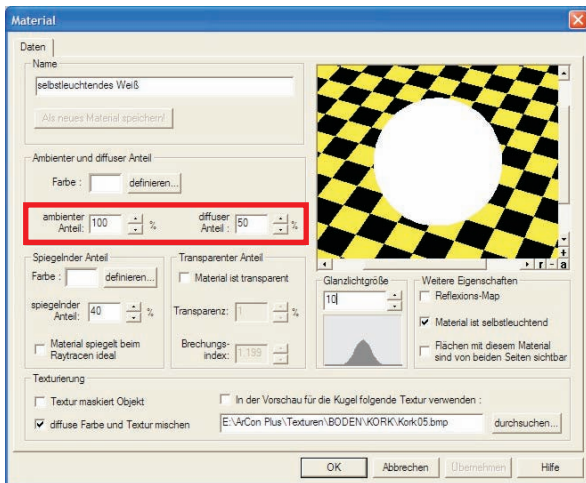 Material
Daten
Name
selbstleuchtendes Weiß
Als neues Material speichern!
Ambienter und diffuser Anteil
Farbe :
definieren...
ambienter Anteil: 100 %
diffuser Anteil : 50 %
Spiegelnder Anteil
Farbe :
definieren...
spiegelnder Anteil: 40 %
Material spiegelt beim
Raytracen ideal
Transparenter Anteil
Material ist transparent
Transparenz: 1 %
Brechungs-
index: 1.199
+
r - a
Glanzlichtgröße
10
Weitere Eigenschaften
Reflexions-Map
Material ist selbstleuchtend
Flächen mit diesem Material
sind von beiden Seiten sichtbar
Texturierung
Textur maskiert Objekt
In der Vorschau für die Kugel folgende Textur verwenden :
diffuse Farbe und Textur mischen
E:\ArCon Plus\Texturen\BODEN\KORK\Kork05.bmp
durchsuchen...
OK
Abbrechen
Übernehmen
Hilfe